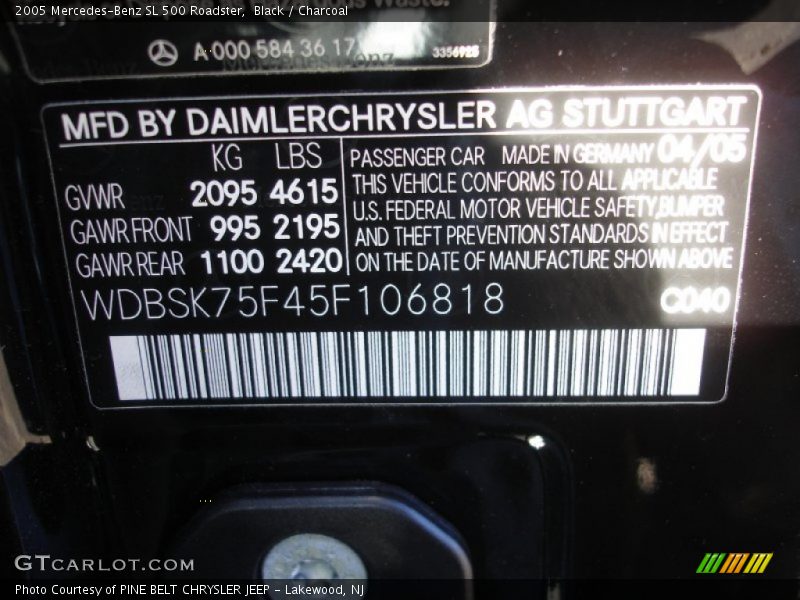 2005 Mercedes-Benz SL 500 Roadster,  Black / Charcoal
A 000 584 36 17
335492S
MFD BY DAIMLERCHRYSLER AG STUTTGART
KG LBS
GVWR 2095 4615
GAWR FRONT 995 2195
GAWR REAR 1100 2420
PASSENGER CAR MADE IN GERMANY 04/05
THIS VEHICLE CONFORMS TO ALL APPLICABLE
U.S. FEDERAL MOTOR VEHICLE SAFETY,BUMPER
AND THEFT PREVENTION STANDARDS IN EFFECT
ON THE DATE OF MANUFACTURE SHOWN ABOVE
WDBSK75F45F106818
C040
GTCARLOT.COM
Photo Courtesy of PINE BELT CHRYSLER JEEP - Lakewood, NJ